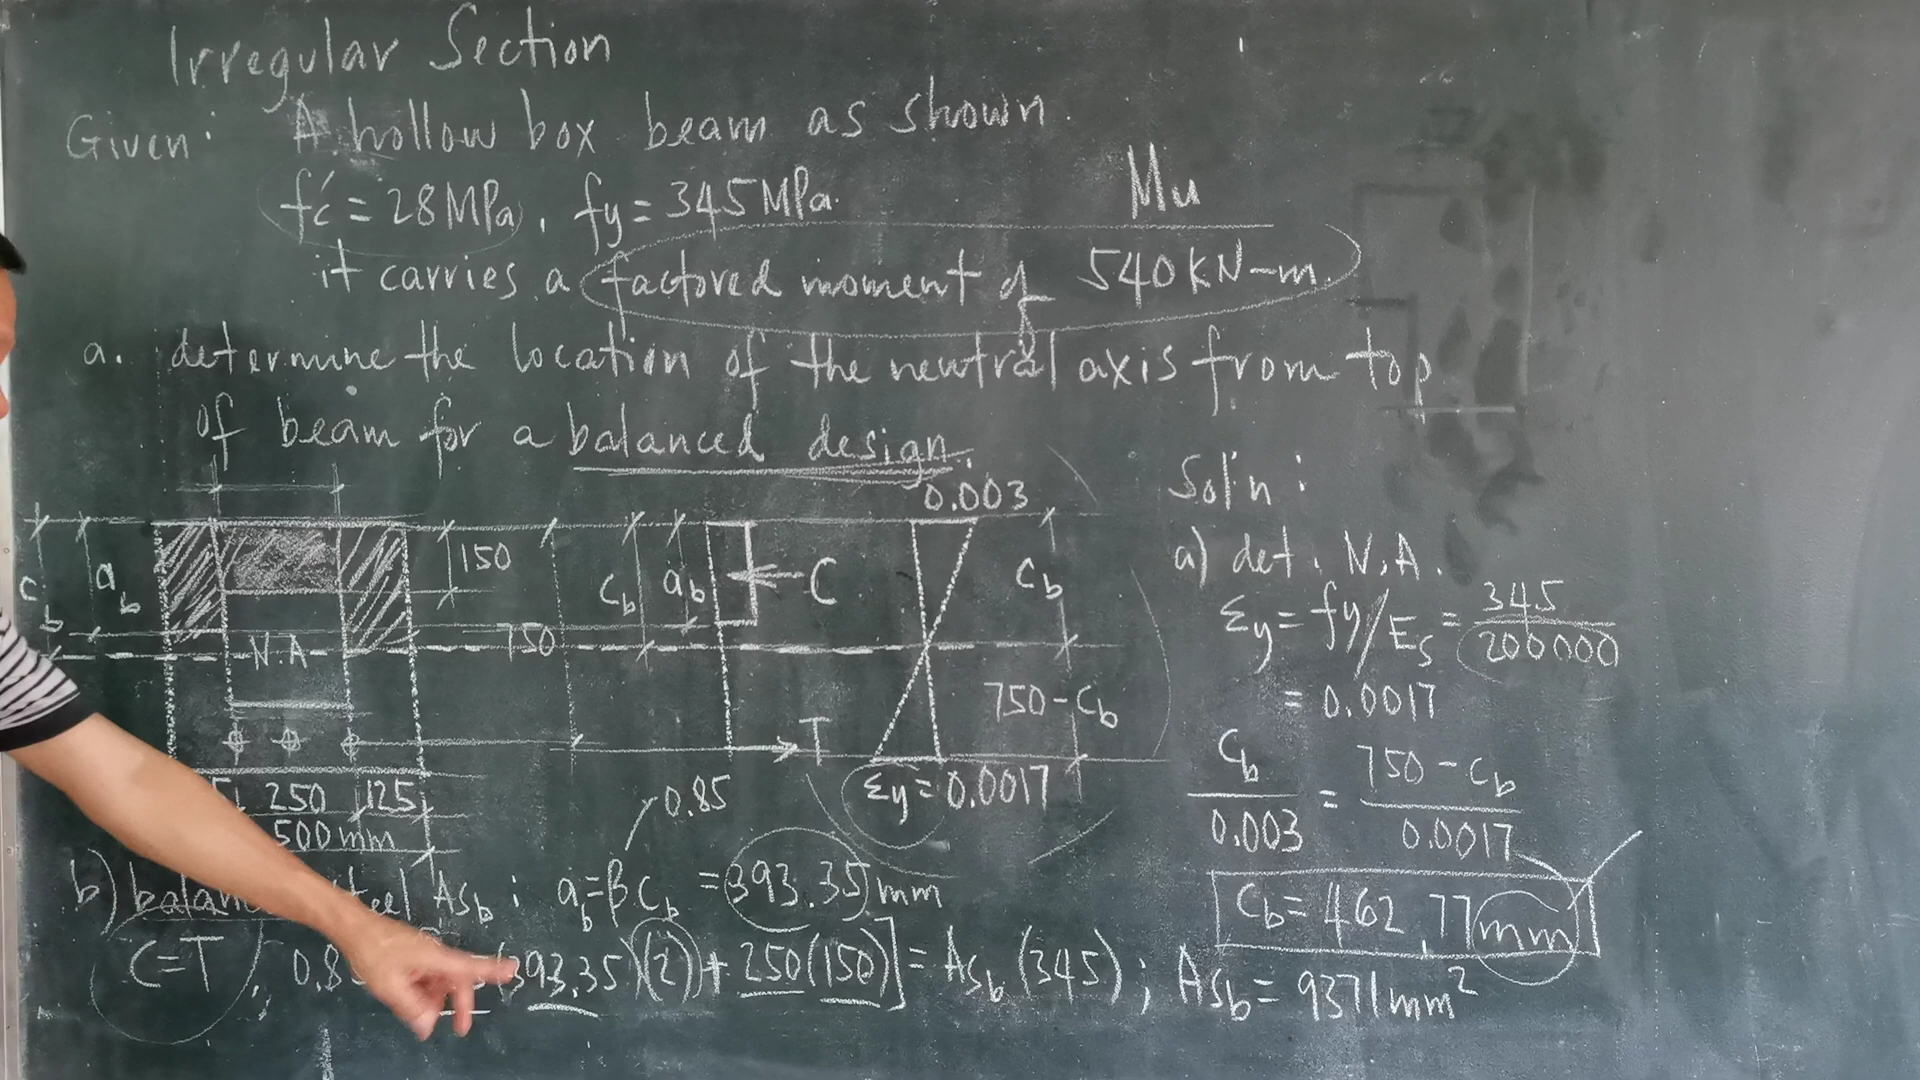 Irregular Section
Given: A hollow box beam as shown.
f'c = 28 MPa, fy = 345 MPa.
Mu
it carries a factored moment of 540 KN-m.
a. determine the location of the neutral axis from top
of beam for a balanced design.
0.003
Sol'n:
a) det. N.A.
εy = fy/Es = 345/200000
= 0.0017
Cb/0.003 = 750 - Cb/0.0017
Cb = 462.77 mm
Cb
ab
150
750
N.A
Cb
ab
C
T
Cb
750 - Cb
εy = 0.0017
250 125
500 mm
0.85
b) Asb: ab = βCb = 393.35 mm
C = T, (393.35)(2) + 250(150)] = Asb (345); Asb = 9371 mm²